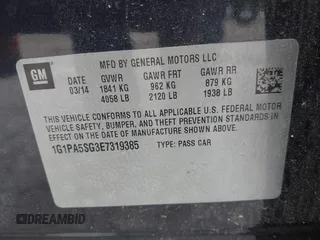 GM
MFD BY GENERAL MOTORS LLC
03/14 GVWR GAWR FRT GAWR RR
1841 KG 962 KG 879 KG
4058 LB 2120 LB 1938 LB
THIS VEHICLE CONFORMS TO ALL APPLICABLE U.S. FEDERAL MOTOR
VEHICLE SAFETY, BUMPER, AND THEFT PREVENTION STANDARDS IN
EFFECT ON THE DATE OF MANUFACTURE SHOWN ABOVE.
1G1PA5SG3E7319385 TYPE: PASS CAR
DREAMBID